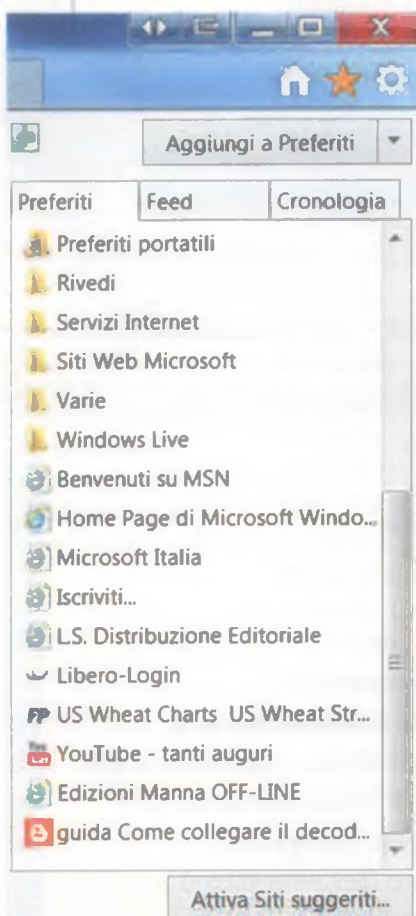 Aggiungi a Preferiti
Preferiti Feed Cronologia
Preferiti portatili
Rivedi
Servizi Internet
Siti Web Microsoft
Varie
Windows Live
Benvenuti su MSN
Home Page di Microsoft Windo...
Microsoft Italia
Iscriviti...
L.S. Distribuzione Editoriale
Libero-Login
FP US Wheat Charts US Wheat Str...
YouTube - tanti auguri
Edizioni Manna OFF-LINE
guida Come collegare il decod...
Attiva Siti suggeriti...